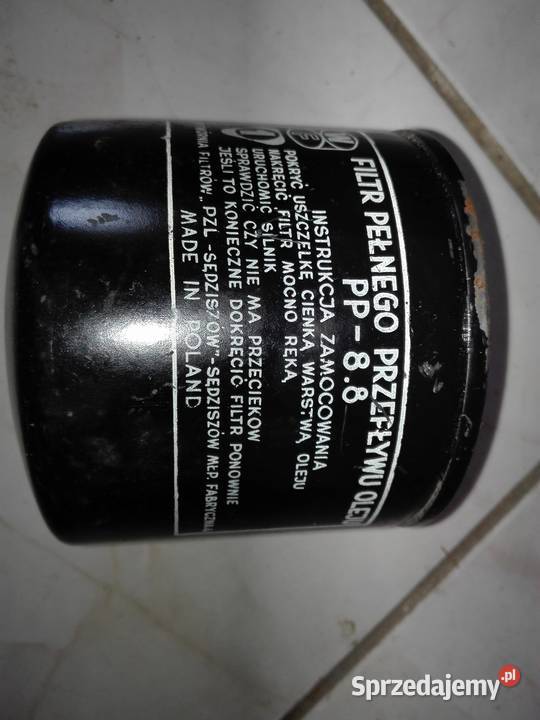 FILTR PEŁNEGO PRZEPŁYWU OLEJU
PP-8.8
INSTRUKCJA ZAMOCOWANIA
POKRYĆ USZCZELKĘ CIENKĄ WARSTWĄ OLEJU
NAKRĘCIĆ FILTR MOCNO RĘKĄ
URUCHOMIĆ SILNIK
SPRAWDZIĆ CZY NIE MA PRZECIEKÓW
JEŚLI TO KONIECZNE DOKRĘCIĆ FILTR PONOWNIE
FILTRÓW „PZL-SĘDZISZÓW"-SĘDZISZÓW MŁP. FABRYCZNA
MADE IN POLAND
1
Sprzedajemy.pl